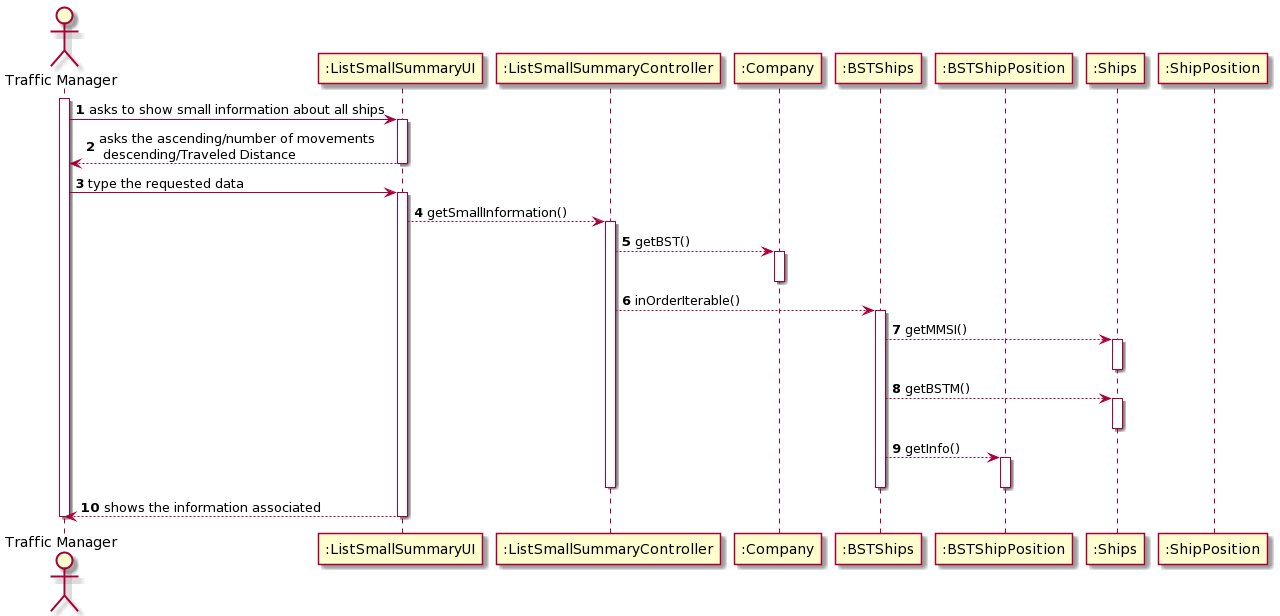 Traffic Manager
:ListSmallSummaryUI
:ListSmallSummaryController
:Company
:BSTShips
:BSTShipPosition
:Ships
:ShipPosition
1 asks to show small information about all ships
2 asks the ascending/number of movements
descending/Traveled Distance
3 type the requested data
4 getSmallInformation()
5 getBST()
6 inOrderIterable()
7 getMMSI()
8 getBSTM()
9 getInfo()
10 shows the information associated
Traffic Manager
:ListSmallSummaryUI
:ListSmallSummaryController
:Company
:BSTShips
:BSTShipPosition
:Ships
:ShipPosition